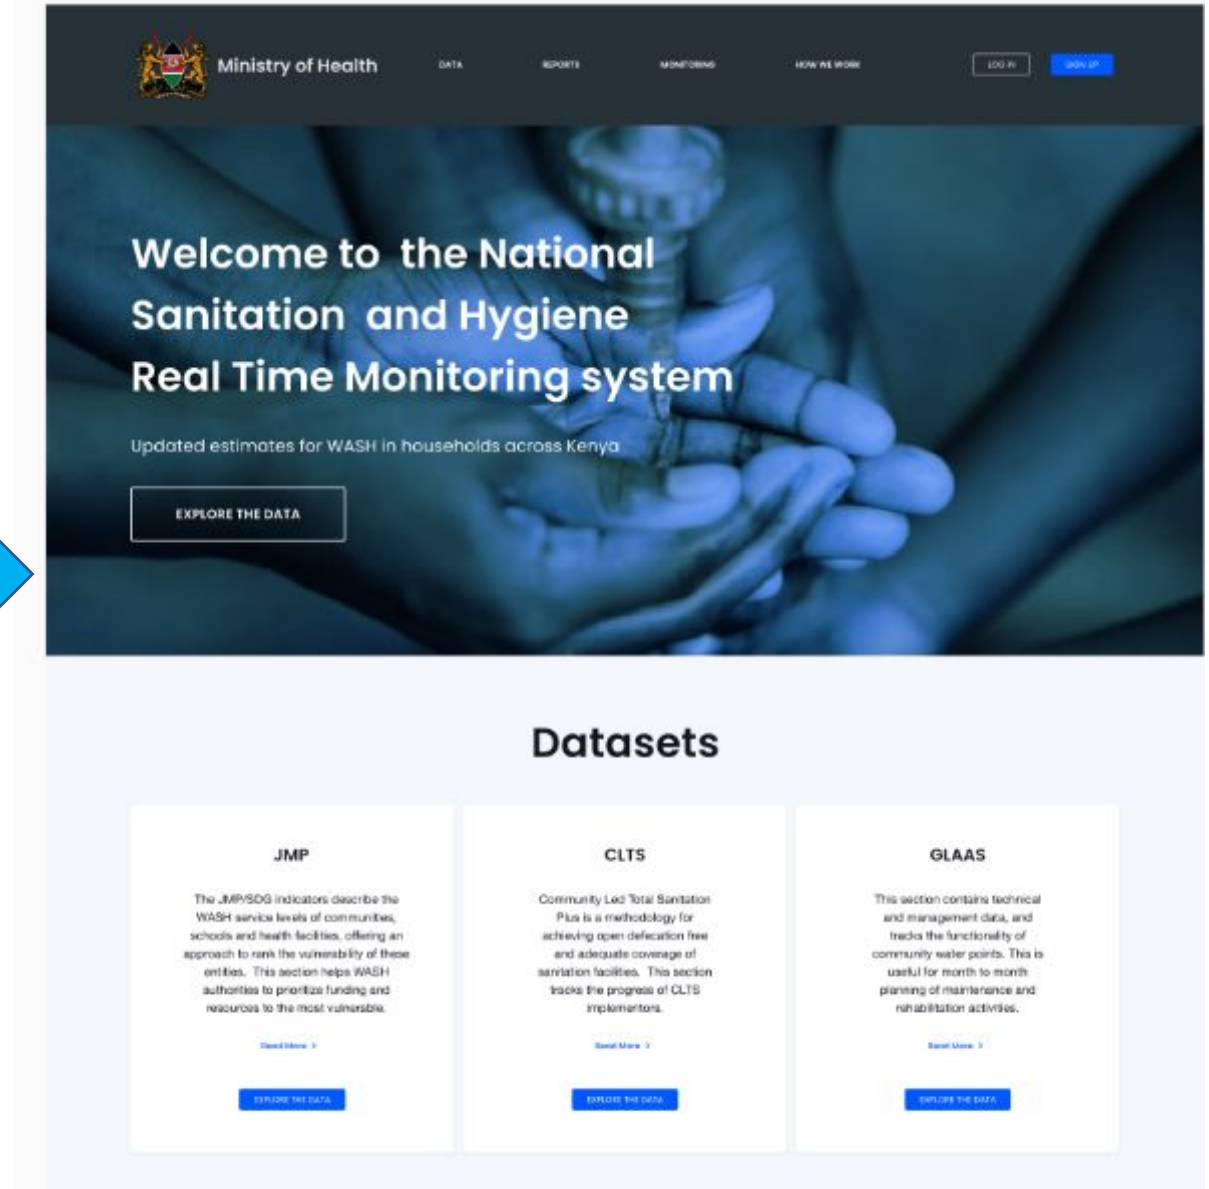 Ministry of Health
DATA
REPORTS
MONITORING
HOW WE WORK
LOG IN
SIGN UP
Welcome to the National
Sanitation and Hygiene
Real Time Monitoring system
Updated estimates for WASH in households across Kenya
EXPLORE THE DATA
Datasets
JMP
The JMP/SDG indicators describe the
WASH service levels of communities,
schools and health facilities, offering an
approach to rank the vulnerability of these
entities. This section helps WASH
authorities to prioritize funding and
resources to the most vulnerable.
Read More >
EXPLORE THE DATA
CLTS
Community Led Total Sanitation
Plus is a methodology for
achieving open defecation free
and adequate coverage of
sanitation facilities. This section
tracks the progress of CLTS
implementors.
Read More >
EXPLORE THE DATA
GLAAS
This section contains technical
and management data, and
tracks the functionality of
community water points. This is
useful for month to month
planning of maintenance and
rehabilitation activities.
Read More >
EXPLORE THE DATA